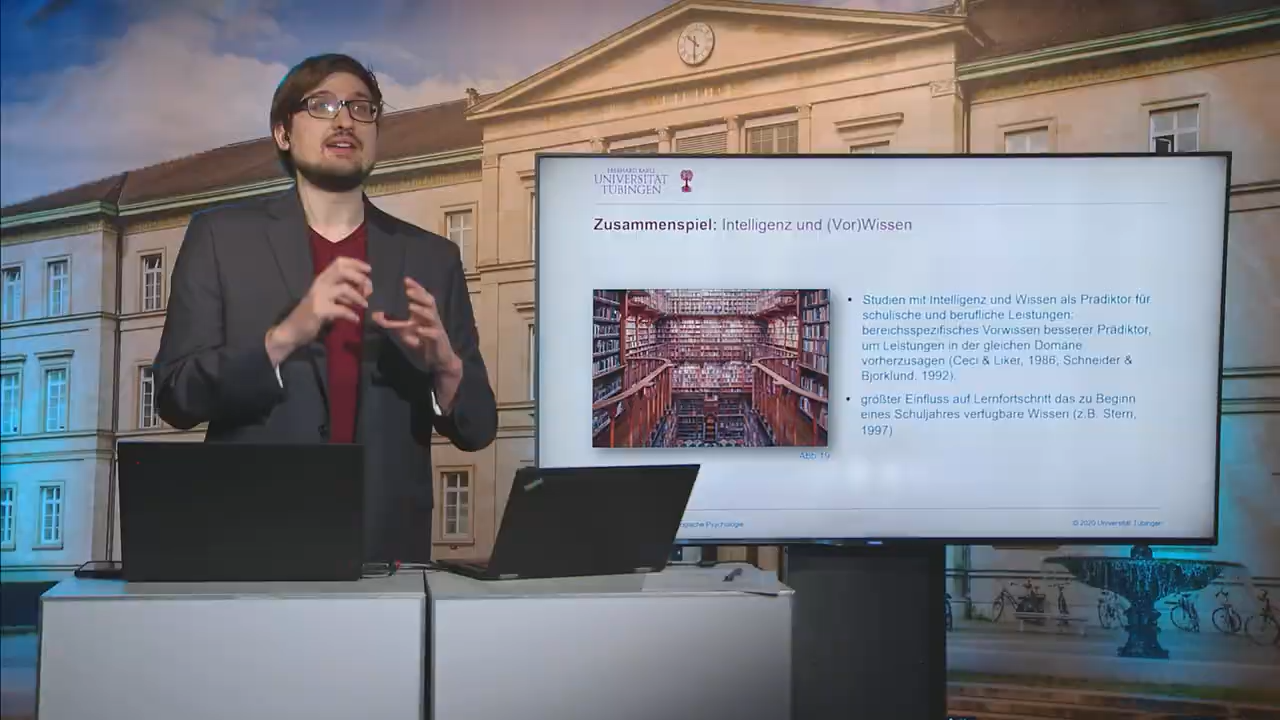 EBERHARD KARLS
UNIVERSITÄT
TÜBINGEN
Zusammenspiel: Intelligenz und (Vor)Wissen
Studien mit Intelligenz und Wissen als Prädiktor für
schulische und berufliche Leistungen:
bereichsspezifisches Vorwissen besserer Prädiktor,
um Leistungen in der gleichen Domäne
vorherzusagen (Ceci & Liker, 1986, Schneider &
Bjorklund. 1992).
größter Einfluss auf Lernfortschritt das zu Beginn
eines Schuljahres verfügbare Wissen (z.B. Stern,
1997)
Abb 19
ogische Psychologie
© 2020 Universität Tübingen